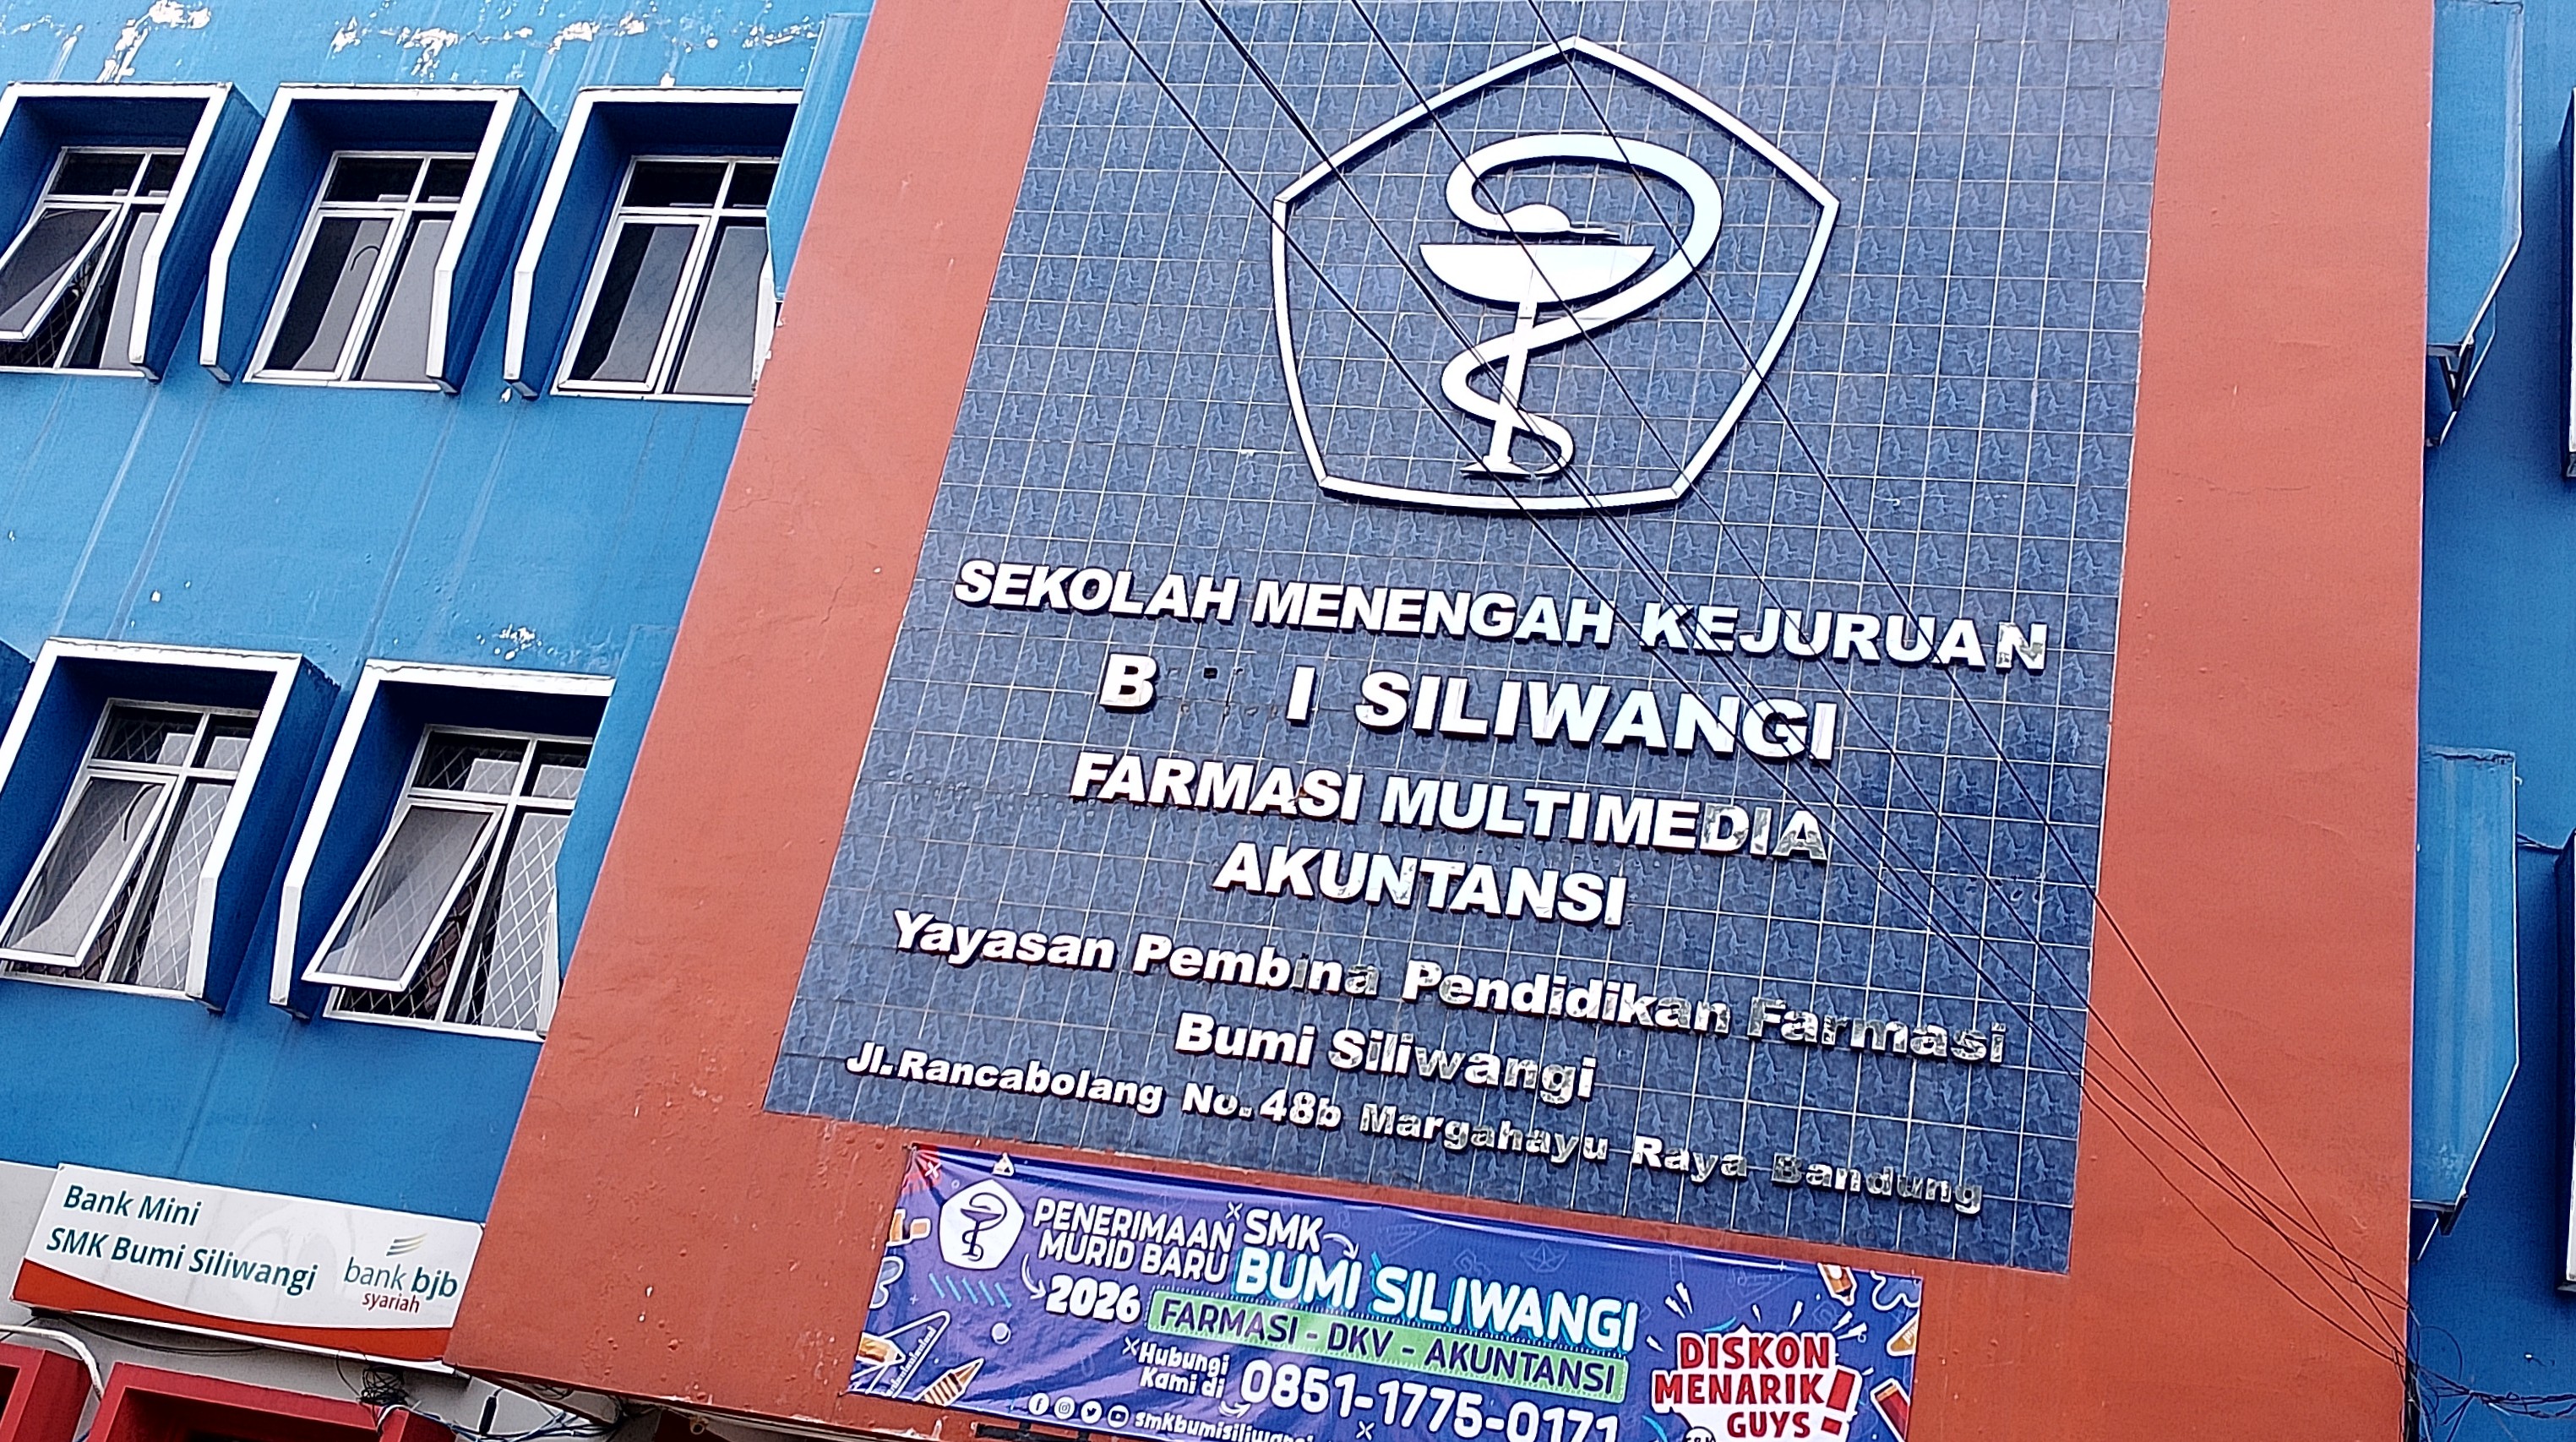 SEKOLAH MENENGAH KEJURUAN
B I SILIWANGI
FARMASI MULTIMEDIA
AKUNTANSI
Yayasan Pembina Pendidikan Farmasi
Bumi Siliwangi
Jl. Rancabolang No. 48b Margahayu Raya Bandung
Bank Mini
SMK Bumi Siliwangi
bank bjb
syariah
PENERIMAAN
MURID BARU
2026
SMK
BUMI SILIWANGI
FARMASI - DKV - AKUNTANSI
Hubungi
Kami di
0851-1775-0171
DISKON
MENARIK
GUYS!